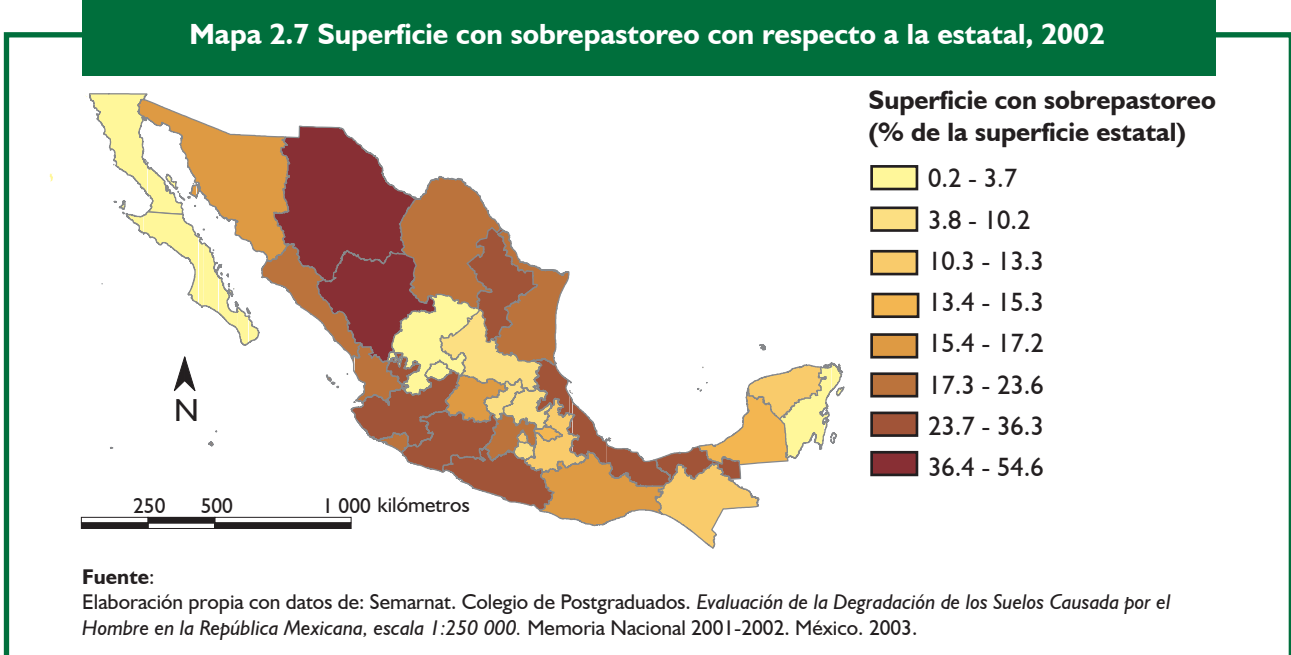 Mapa 2.7 Superficie con sobrepastoreo con respecto a la estatal, 2002
Superficie con sobrepastoreo
(% de la superficie estatal)
0.2 - 3.7
3.8 - 10.2
10.3 - 13.3
13.4 - 15.3
15.4 - 17.2
17.3 - 23.6
23.7 - 36.3
36.4 - 54.6
N
250 500 1 000 kilómetros
Fuente:
Elaboración propia con datos de: Semarnat. Colegio de Postgraduados. Evaluación de la Degradación de los Suelos Causada por el
Hombre en la República Mexicana, escala 1:250 000. Memoria Nacional 2001-2002. México. 2003.